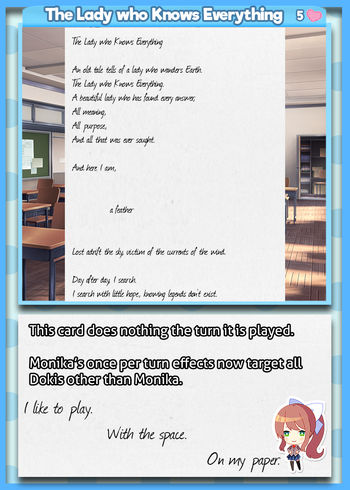 The Lady who Knows Everything
5
The Lady who Knows Everything
An old tale tells of a lady who wanders Earth.
The Lady who Knows Everything.
A beautiful lady who has found every answer,
All meaning,
All purpose,
And all that was ever sought.
And here I am,
a feather
Lost adrift the sky, victim of the currents of the wind.
Day after day, I search.
I search with little hope, knowing legends don't exist.
This card does nothing the turn it is played.
Monika's once per turn effects now target all
Dokis other than Monika.
I like to play.
With the space.
On my paper.